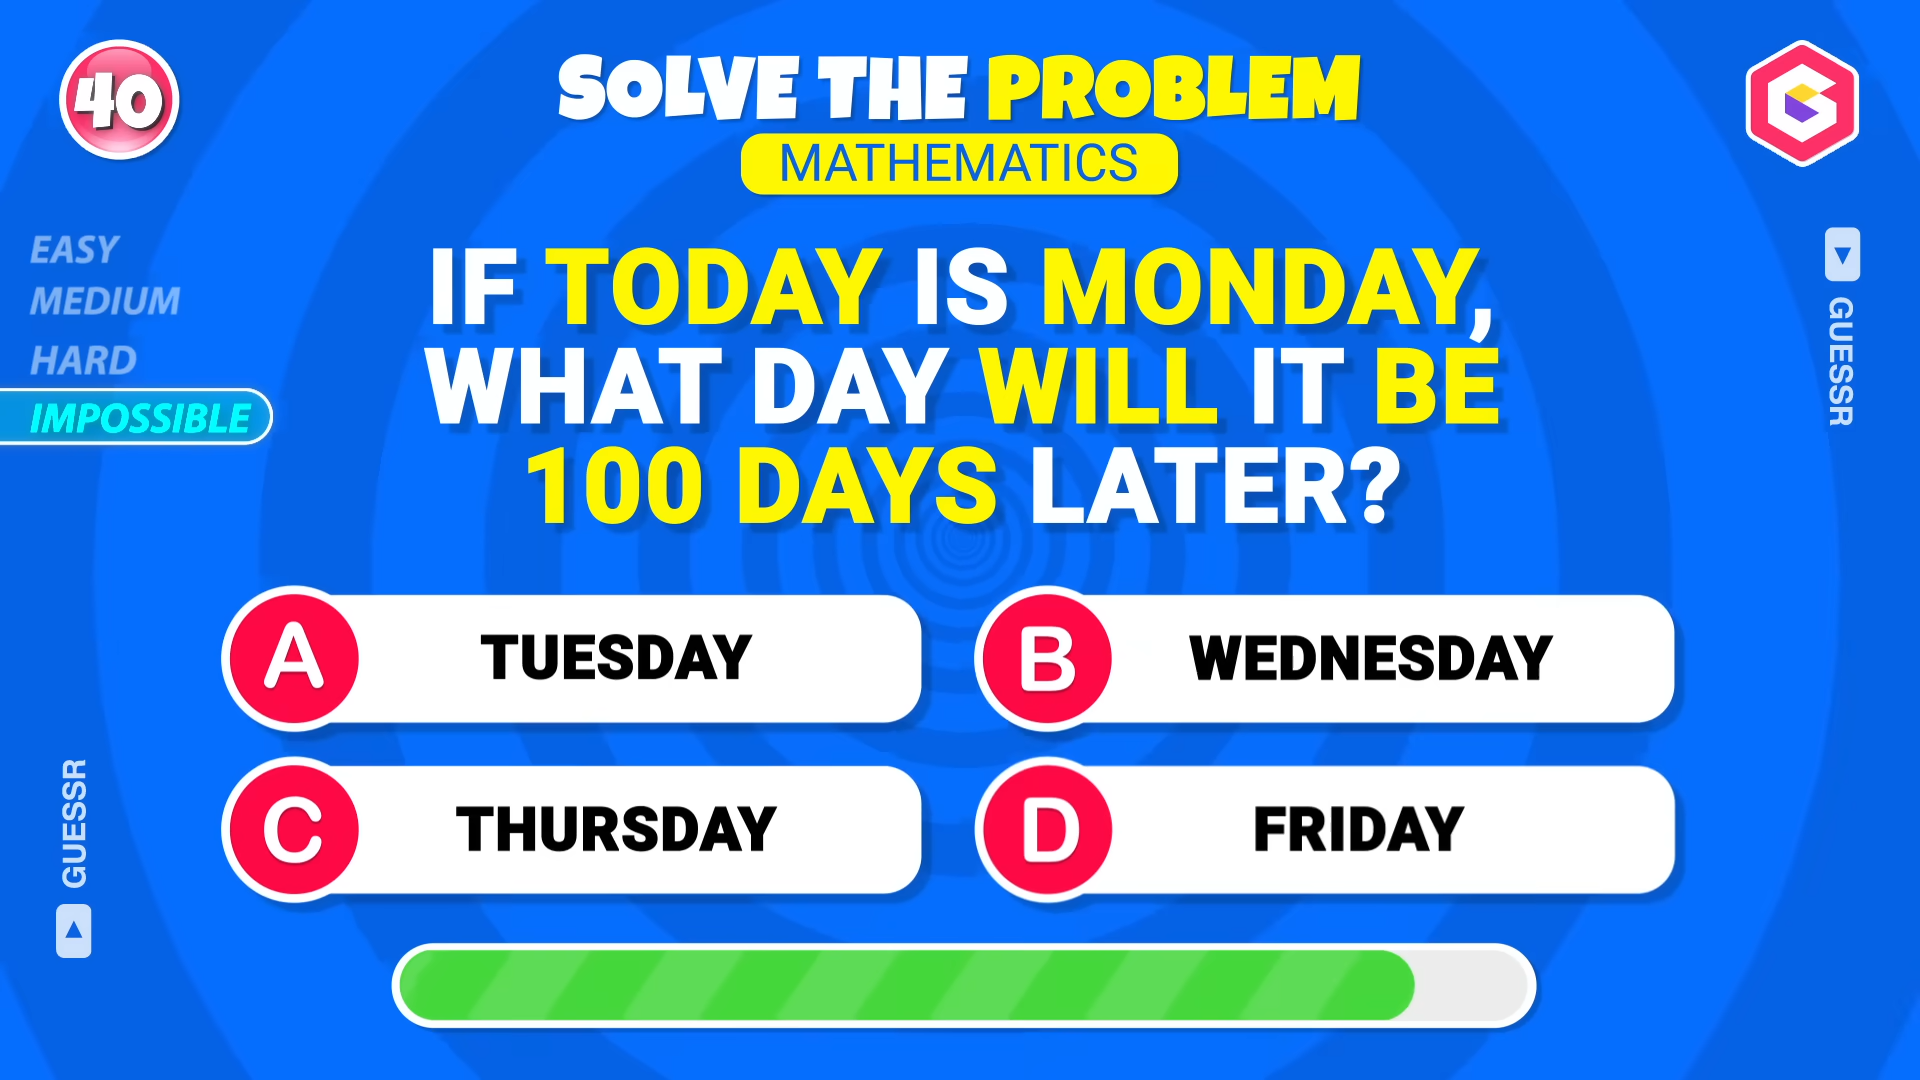 40
SOLVE THE PROBLEM
MATHEMATICS
EASY
MEDIUM
HARD
IMPOSSIBLE
IF TODAY IS MONDAY,
WHAT DAY WILL IT BE
100 DAYS LATER?
A TUESDAY
B WEDNESDAY
C THURSDAY
D FRIDAY
GUESSR
GUESSR